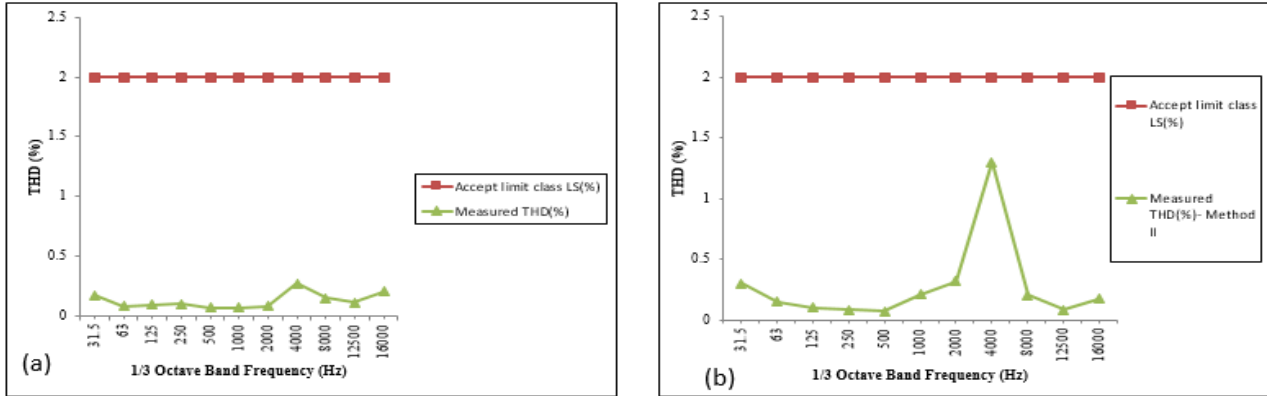 2.5
2
1.5
1
0.5
0
THD (%)
31.5
63
125
250
500
1000
2000
4000
8000
12500
16000
1/3 Octave Band Frequency (Hz)
Accept limit class LS(%)
Measured THD(%)
(a)
2.5
2
1.5
1
0.5
0
THD (%)
31.5
63
125
250
500
1000
2000
4000
8000
12500
16000
1/3 Octave Band Frequency (Hz)
Accept limit class
LS(%)
Measured
THD(%)- Method
II
(b)